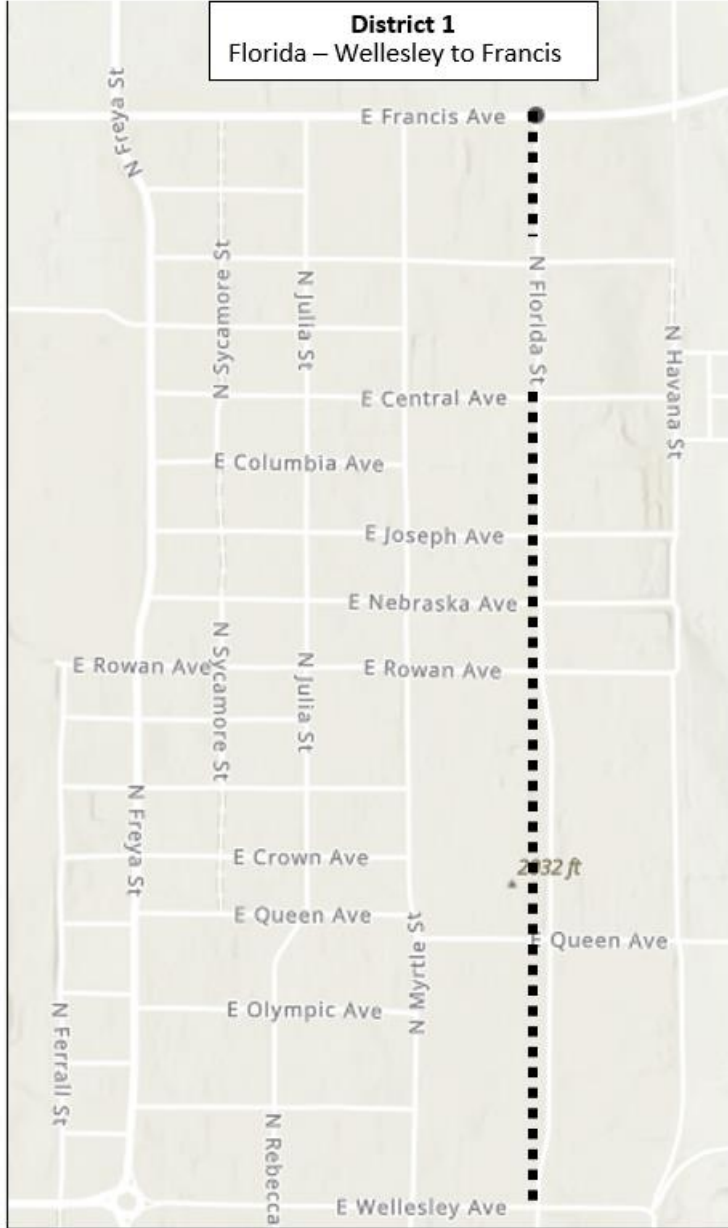 District 1
Florida – Wellesley to Francis
N Freya St
E Francis Ave
N Sycamore St
N Julia St
N Florida St
N Havana St
E Central Ave
E Columbia Ave
E Joseph Ave
E Nebraska Ave
E Rowan Ave
N Sycamore St
N Julia St
E Rowan Ave
N Freya St
E Crown Ave
2032 ft
E Queen Ave
N Myrtle St
E Queen Ave
N Ferrall St
E Olympic Ave
N Rebecca
E Wellesley Ave